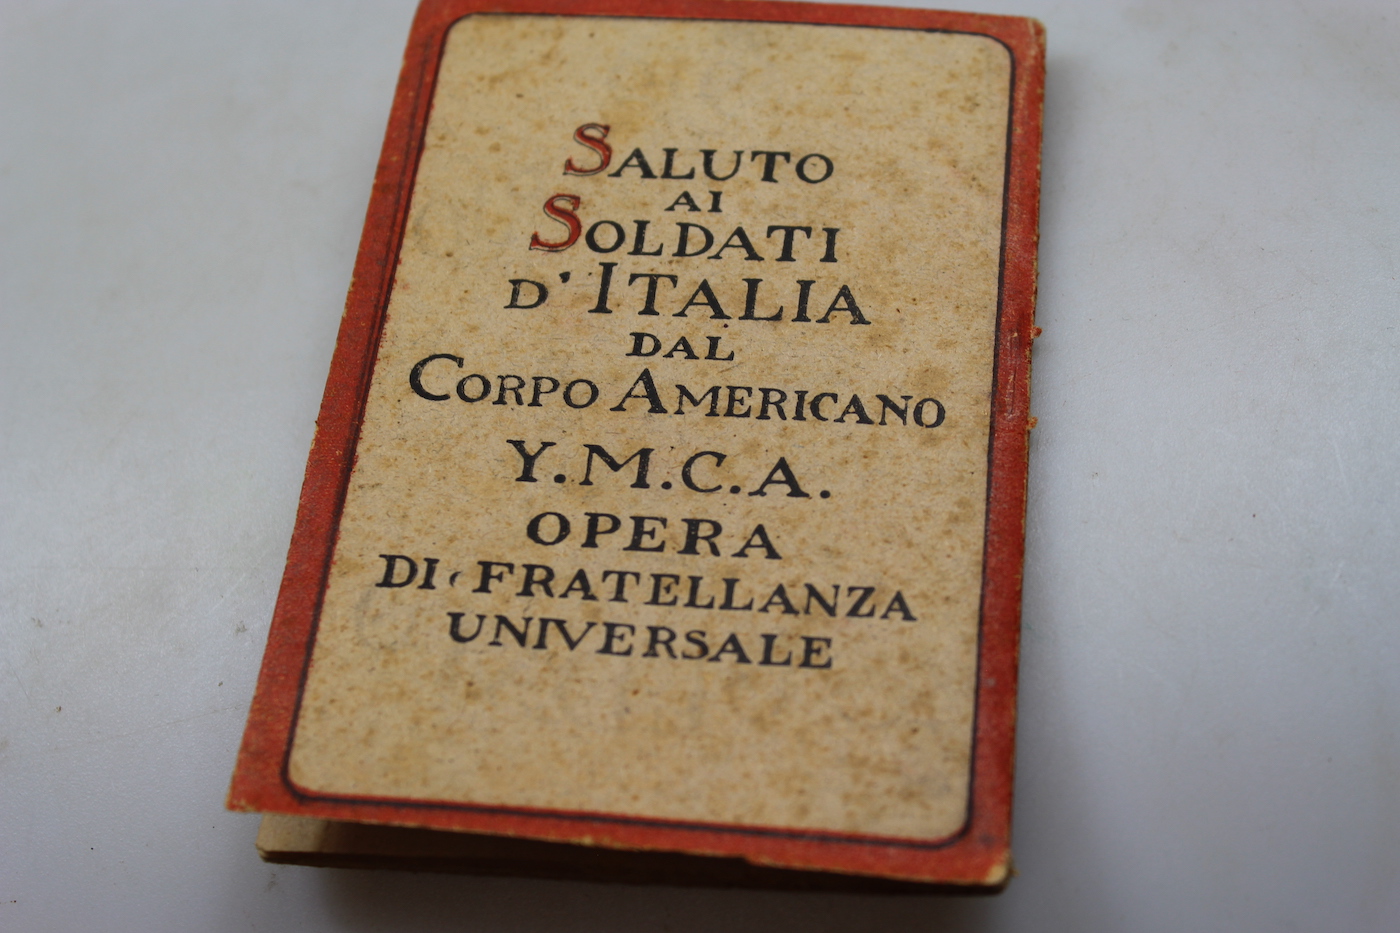 SALUTO
AI
SOLDATI
D'ITALIA
DAL
CORPO AMERICANO
Y.M.C.A.
OPERA
DI FRATELLANZA
UNIVERSALE